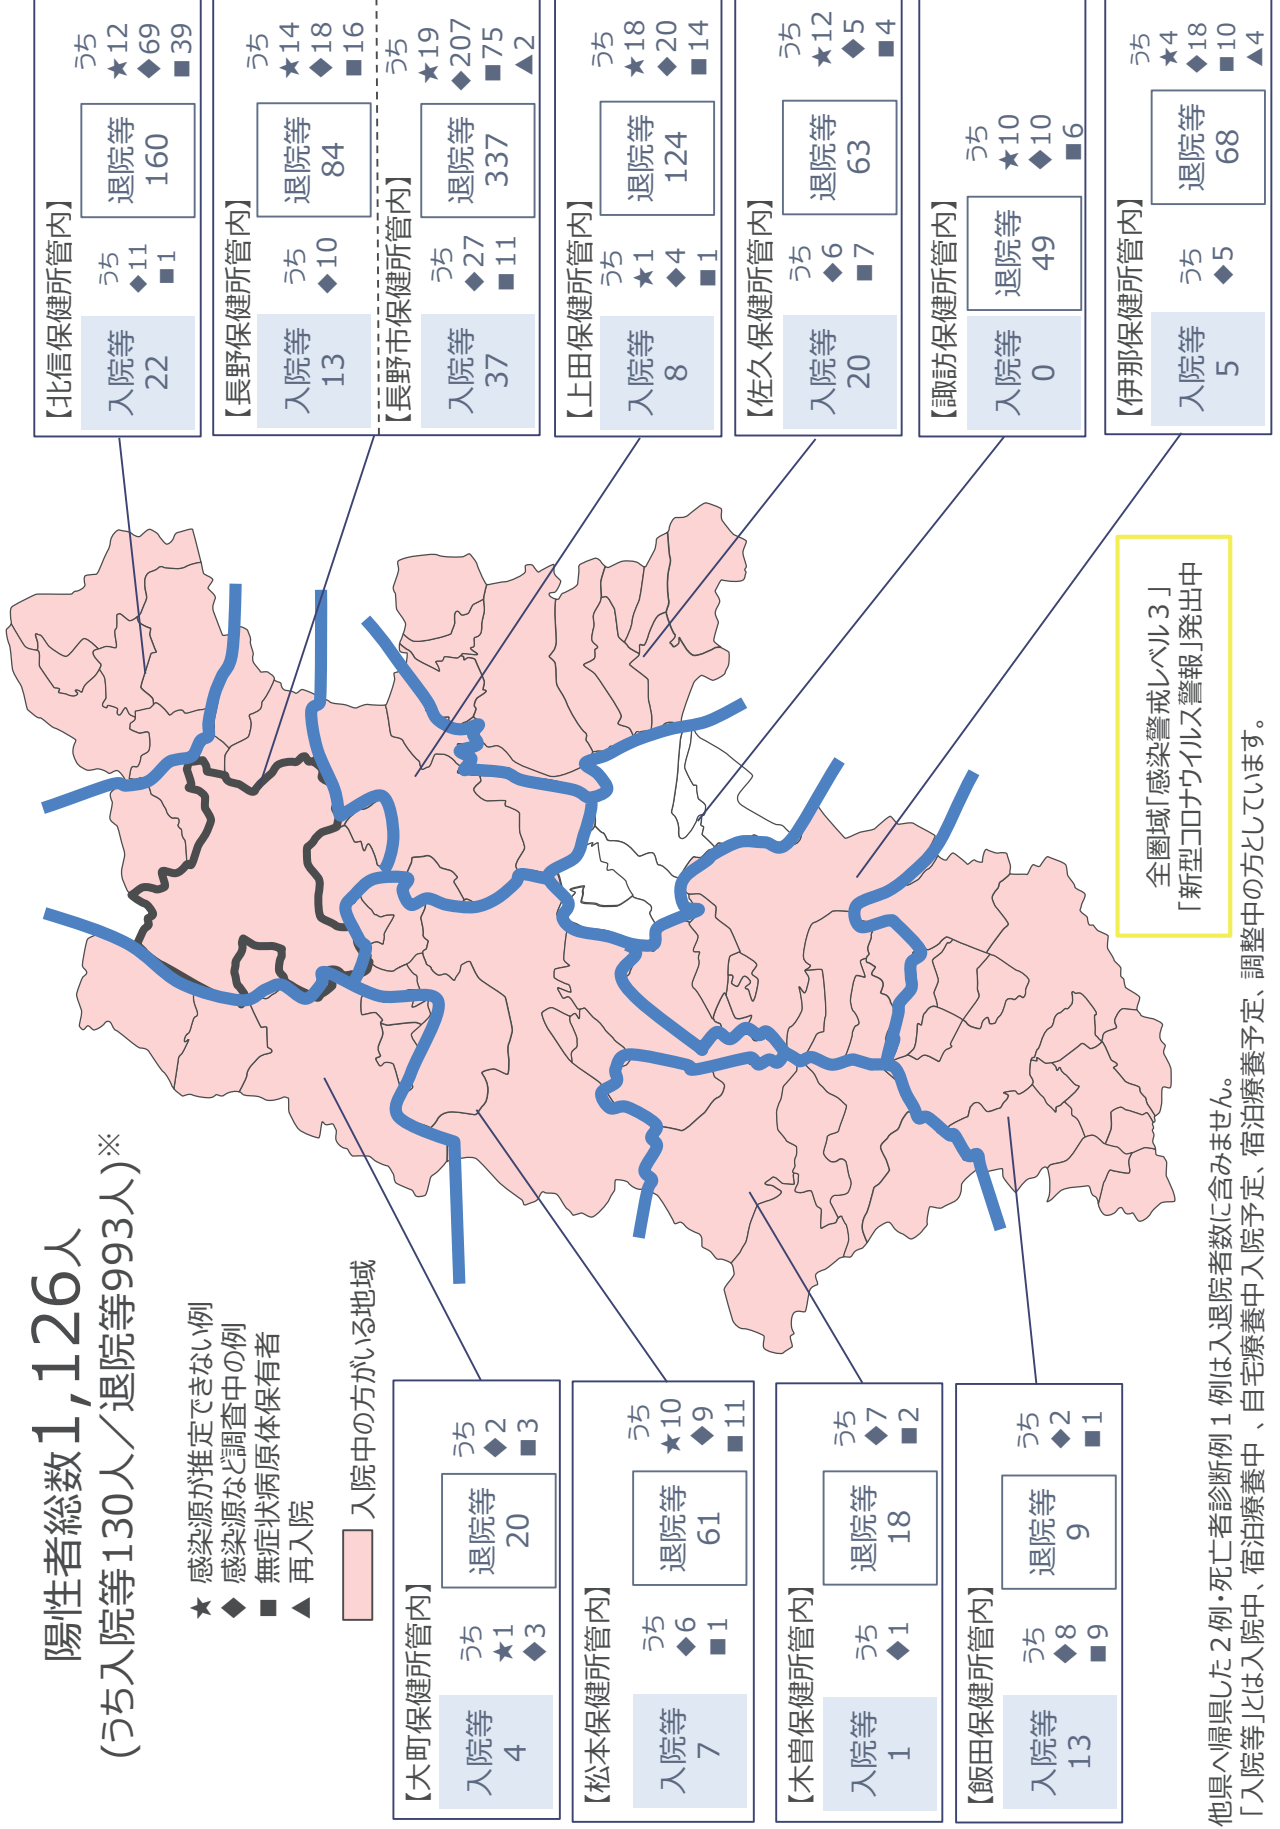 陽性者総数1,126人
(うち入院等130人／退院等993人)※
★ 感染源が推定できない例
◆ 感染源など調査中の例
■ 無症状病原体保有者
▲ 再入院
入院中の方がいる地域
【大町保健所管内】
入院等
4
うち
★1
◆3
退院等
20
うち
◆2
■3
【松本保健所管内】
入院等
7
うち
◆6
■1
退院等
61
うち
★10
◆9
■11
【木曽保健所管内】
入院等
1
うち
◆1
退院等
18
うち
◆7
■2
【飯田保健所管内】
入院等
13
うち
◆8
■9
退院等
9
うち
◆2
■1
【北信保健所管内】
入院等
22
うち
◆11
■1
退院等
160
うち
★12
◆69
■39
【長野保健所管内】
入院等
13
うち
◆10
退院等
84
うち
★14
◆18
■16
【長野市保健所管内】
入院等
37
うち
◆27
■11
退院等
337
うち
★19
◆207
■75
▲2
【上田保健所管内】
入院等
8
うち
★1
◆4
■1
退院等
124
うち
★18
◆20
■14
【佐久保健所管内】
入院等
20
うち
◆6
■7
退院等
63
うち
★12
◆5
■4
【諏訪保健所管内】
入院等
0
退院等
49
うち
★10
◆10
■6
【伊那保健所管内】
入院等
5
うち
◆5
退院等
68
うち
★4
◆18
■10
▲4
全圏域「感染警戒レベル３」
「新型コロナウイルス警報」発出中
他県へ帰県した２例・死亡者診断例１例は入退院者数に含みません。
「入院等」とは入院中、宿泊療養中 、自宅療養中入院予定、宿泊療養予定、調整中の方としています。